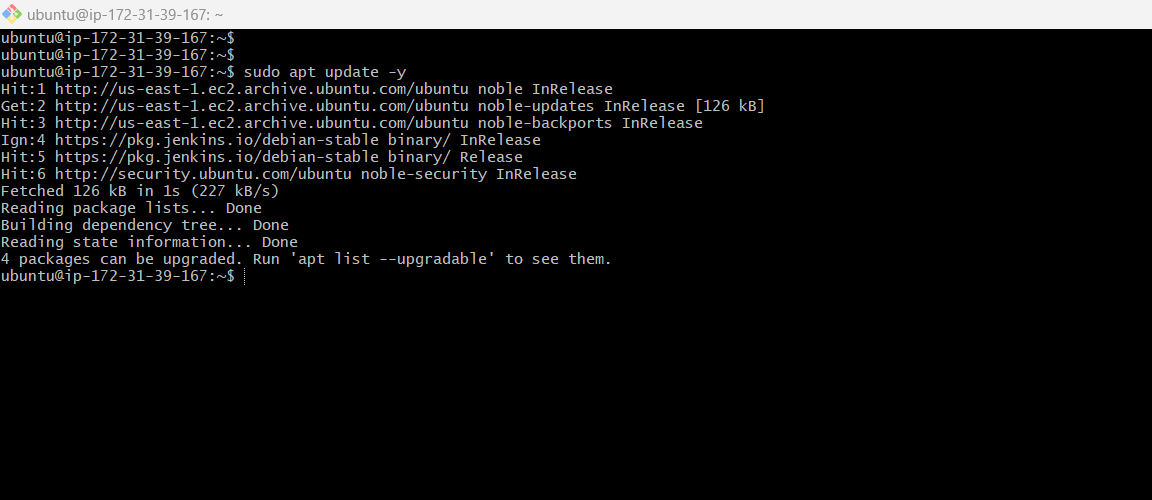 ubuntu@ip-172-31-39-167: ~
ubuntu@ip-172-31-39-167:~$
ubuntu@ip-172-31-39-167:~$
ubuntu@ip-172-31-39-167:~$ sudo apt update -y
Hit:1 http://us-east-1.ec2.archive.ubuntu.com/ubuntu noble InRelease
Get:2 http://us-east-1.ec2.archive.ubuntu.com/ubuntu noble-updates InRelease [126 kB]
Hit:3 http://us-east-1.ec2.archive.ubuntu.com/ubuntu noble-backports InRelease
Ign:4 https://pkg.jenkins.io/debian-stable binary/ InRelease
Hit:5 https://pkg.jenkins.io/debian-stable binary/ Release
Hit:6 http://security.ubuntu.com/ubuntu noble-security InRelease
Fetched 126 kB in 1s (227 kB/s)
Reading package lists... Done
Building dependency tree... Done
Reading state information... Done
4 packages can be upgraded. Run 'apt list --upgradable' to see them.
ubuntu@ip-172-31-39-167:~$